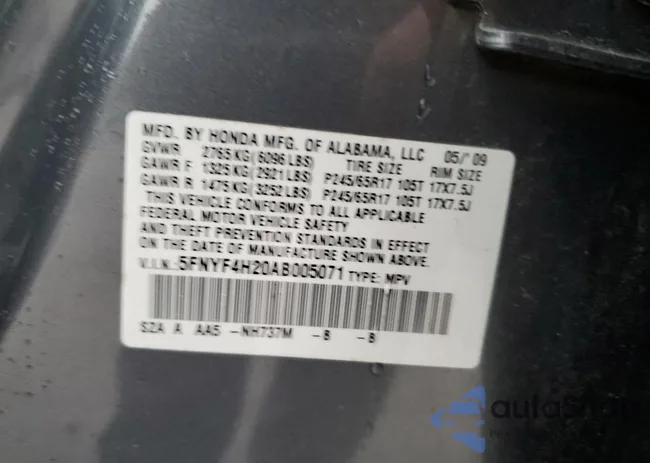 MFD. BY HONDA MFG. OF ALABAMA, LLC 05/'09
GVWR 2765 KG (6096 LBS) TIRE SIZE RIM SIZE
GAWR F 1325 KG (2921 LBS) P245/65R17 105T 17X7.5J
GAWR R 1475 KG (3252 LBS) P245/65R17 105T 17X7.5J
THIS VEHICLE CONFORMS TO ALL APPLICABLE
FEDERAL MOTOR VEHICLE SAFETY
AND THEFT PREVENTION STANDARDS IN EFFECT
ON THE DATE OF MANUFACTURE SHOWN ABOVE.
V.I.N.: 5FNYF4H20AB005071 TYPE: MPV
SZA A AA5 -NH737M -B -B